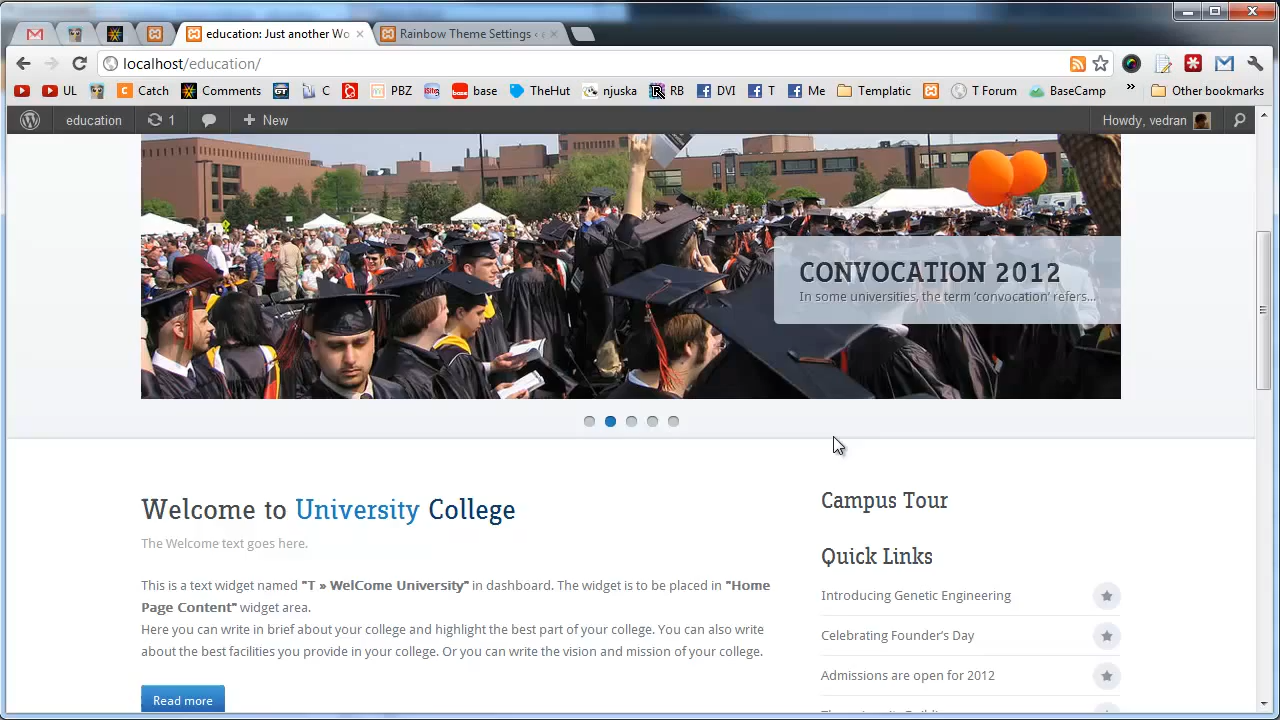 education: Just another Wo
Rainbow Theme Settings ‹ a
localhost/education/
UL
Catch
Comments
GT
C
PBZ
Sitg
base
base
TheHut
njuska
RB
DVI
T
Me
Templatic
T Forum
BaseCamp
»
Other bookmarks
education
1
New
Howdy, vedran
CONVOCATION 2012
In some universities, the term 'convocation' refers...
Welcome to University College
The Welcome text goes here.
This is a text widget named "T » WelCome University" in dashboard. The widget is to be placed in "Home
Page Content" widget area.
Here you can write in brief about your college and highlight the best part of your college. You can also write
about the best facilities you provide in your college. Or you can write the vision and mission of your college.
Read more
Campus Tour
Quick Links
Introducing Genetic Engineering
Celebrating Founder's Day
Admissions are open for 2012